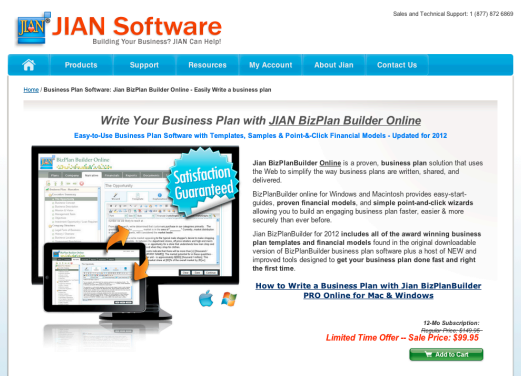 Sales and Technical Support: 1 (877) 872 6869
JIAN
JIAN Software
Building Your Business? JIAN Can Help!
Products
Support
Resources
My Account
About Jian
Contact Us
Home / Business Plan Software: Jian BizPlan Builder Online - Easily Write a business plan
Write Your Business Plan with JIAN BizPlan Builder Online
Easy-to-Use Business Plan Software with Templates, Samples & Point-&-Click Financial Models - Updated for 2012
BizPlan Builder Online
The Opportunity
Satisfaction
Guaranteed
Jian BizPlanBuilder Online is a proven, business plan solution that uses
the Web to simplify the way business plans are written, shared, and
delivered.
BizPlanBuilder online for Windows and Macintosh provides easy-start-
guides, proven financial models, and simple point-and-click wizards
allowing you to build an engaging business plan faster, easier & more
securely than ever before.
Jian BizPlanBuilder for 2012 includes all of the award winning business
plan templates and financial models found in the original downloadable
version of BizPlanBuilder business plan software plus a host of NEW and
improved tools designed to get your business plan done fast and right
the first time.
How to Write a Business Plan with Jian BizPlanBuilder
PRO Online for Mac & Windows
12-Mo Subscription:
Regular Price: $149.95
Limited Time Offer -- Sale Price: $99.95
Add to Cart